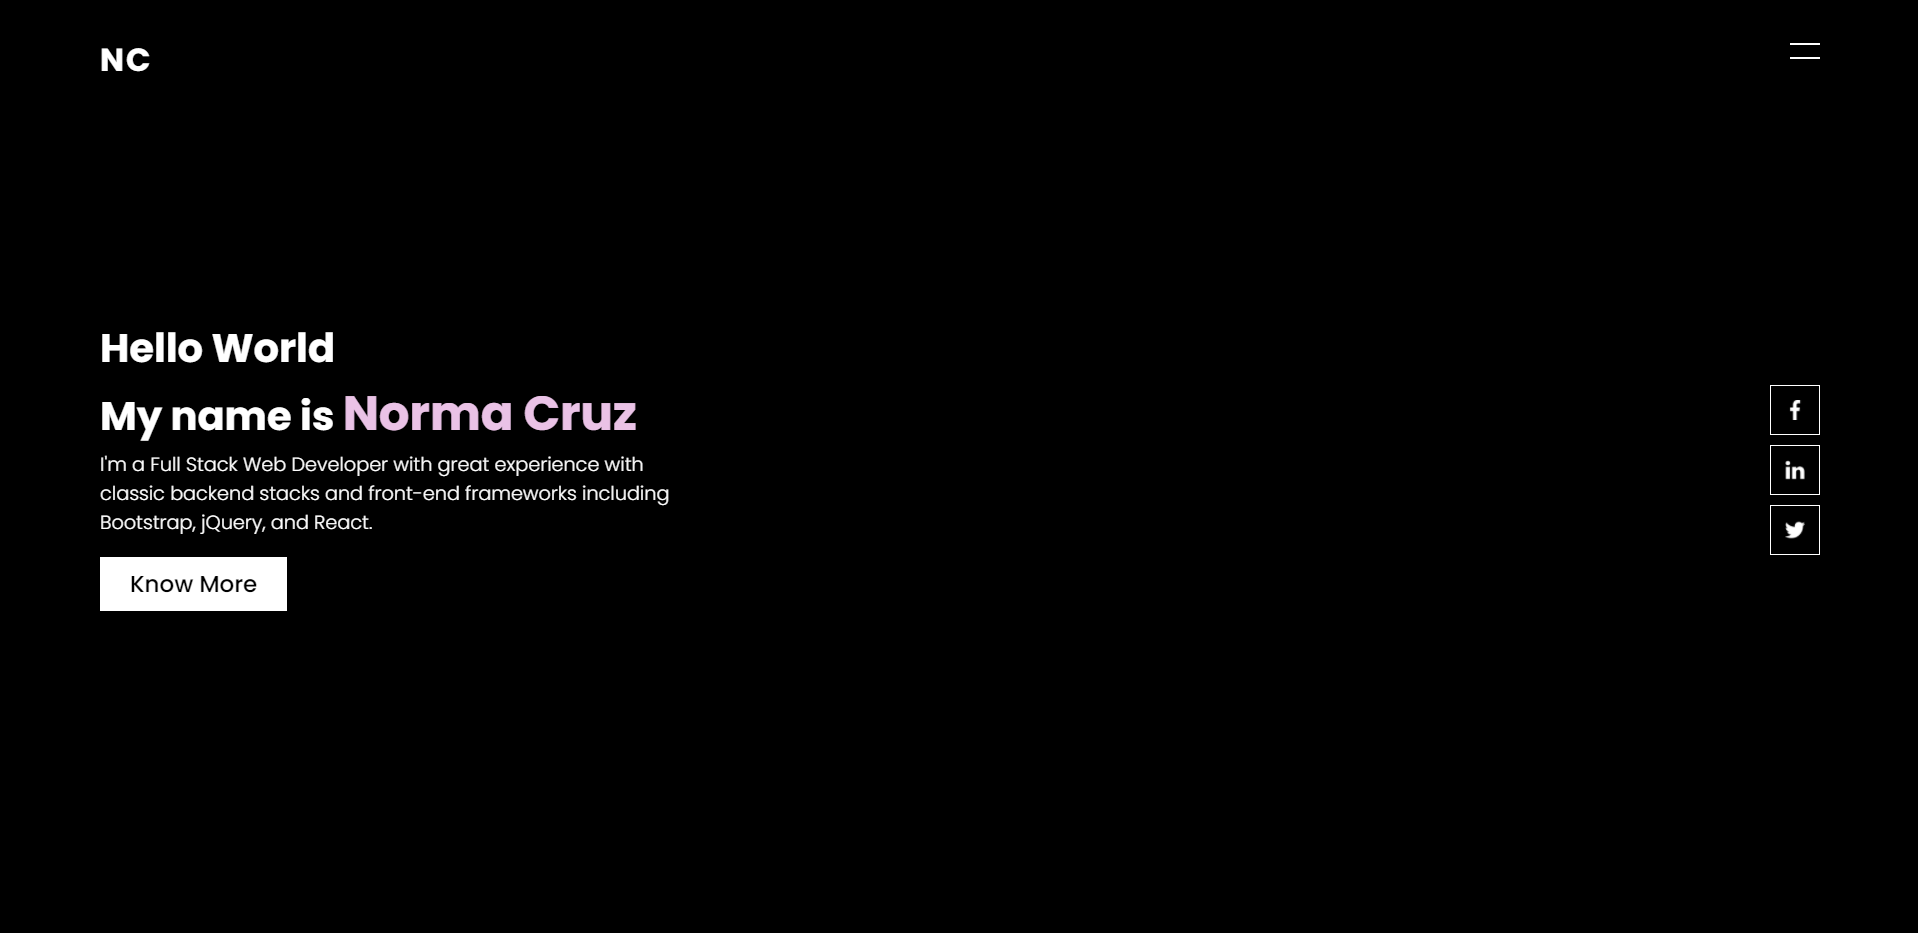 NC
Hello World
My name is Norma Cruz
I'm a Full Stack Web Developer with great experience with
classic backend stacks and front-end frameworks including
Bootstrap, jQuery, and React.
Know More